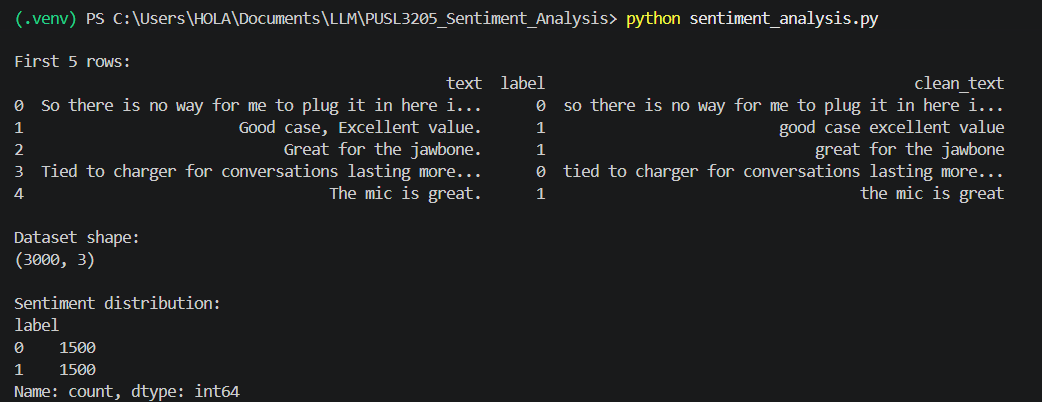 (.venv) PS C:\Users\HOLA\Documents\LLM\PUSL3205_Sentiment_Analysis> python sentiment_analysis.py
First 5 rows:
text label clean_text
0 So there is no way for me to plug it in here i... 0 so there is no way for me to plug it in here i...
1 Good case, Excellent value. 1 good case excellent value
2 Great for the jawbone. 1 great for the jawbone
3 Tied to charger for conversations lasting more... 0 tied to charger for conversations lasting more...
4 The mic is great. 1 the mic is great
Dataset shape:
(3000, 3)
Sentiment distribution:
label
0 1500
1 1500
Name: count, dtype: int64